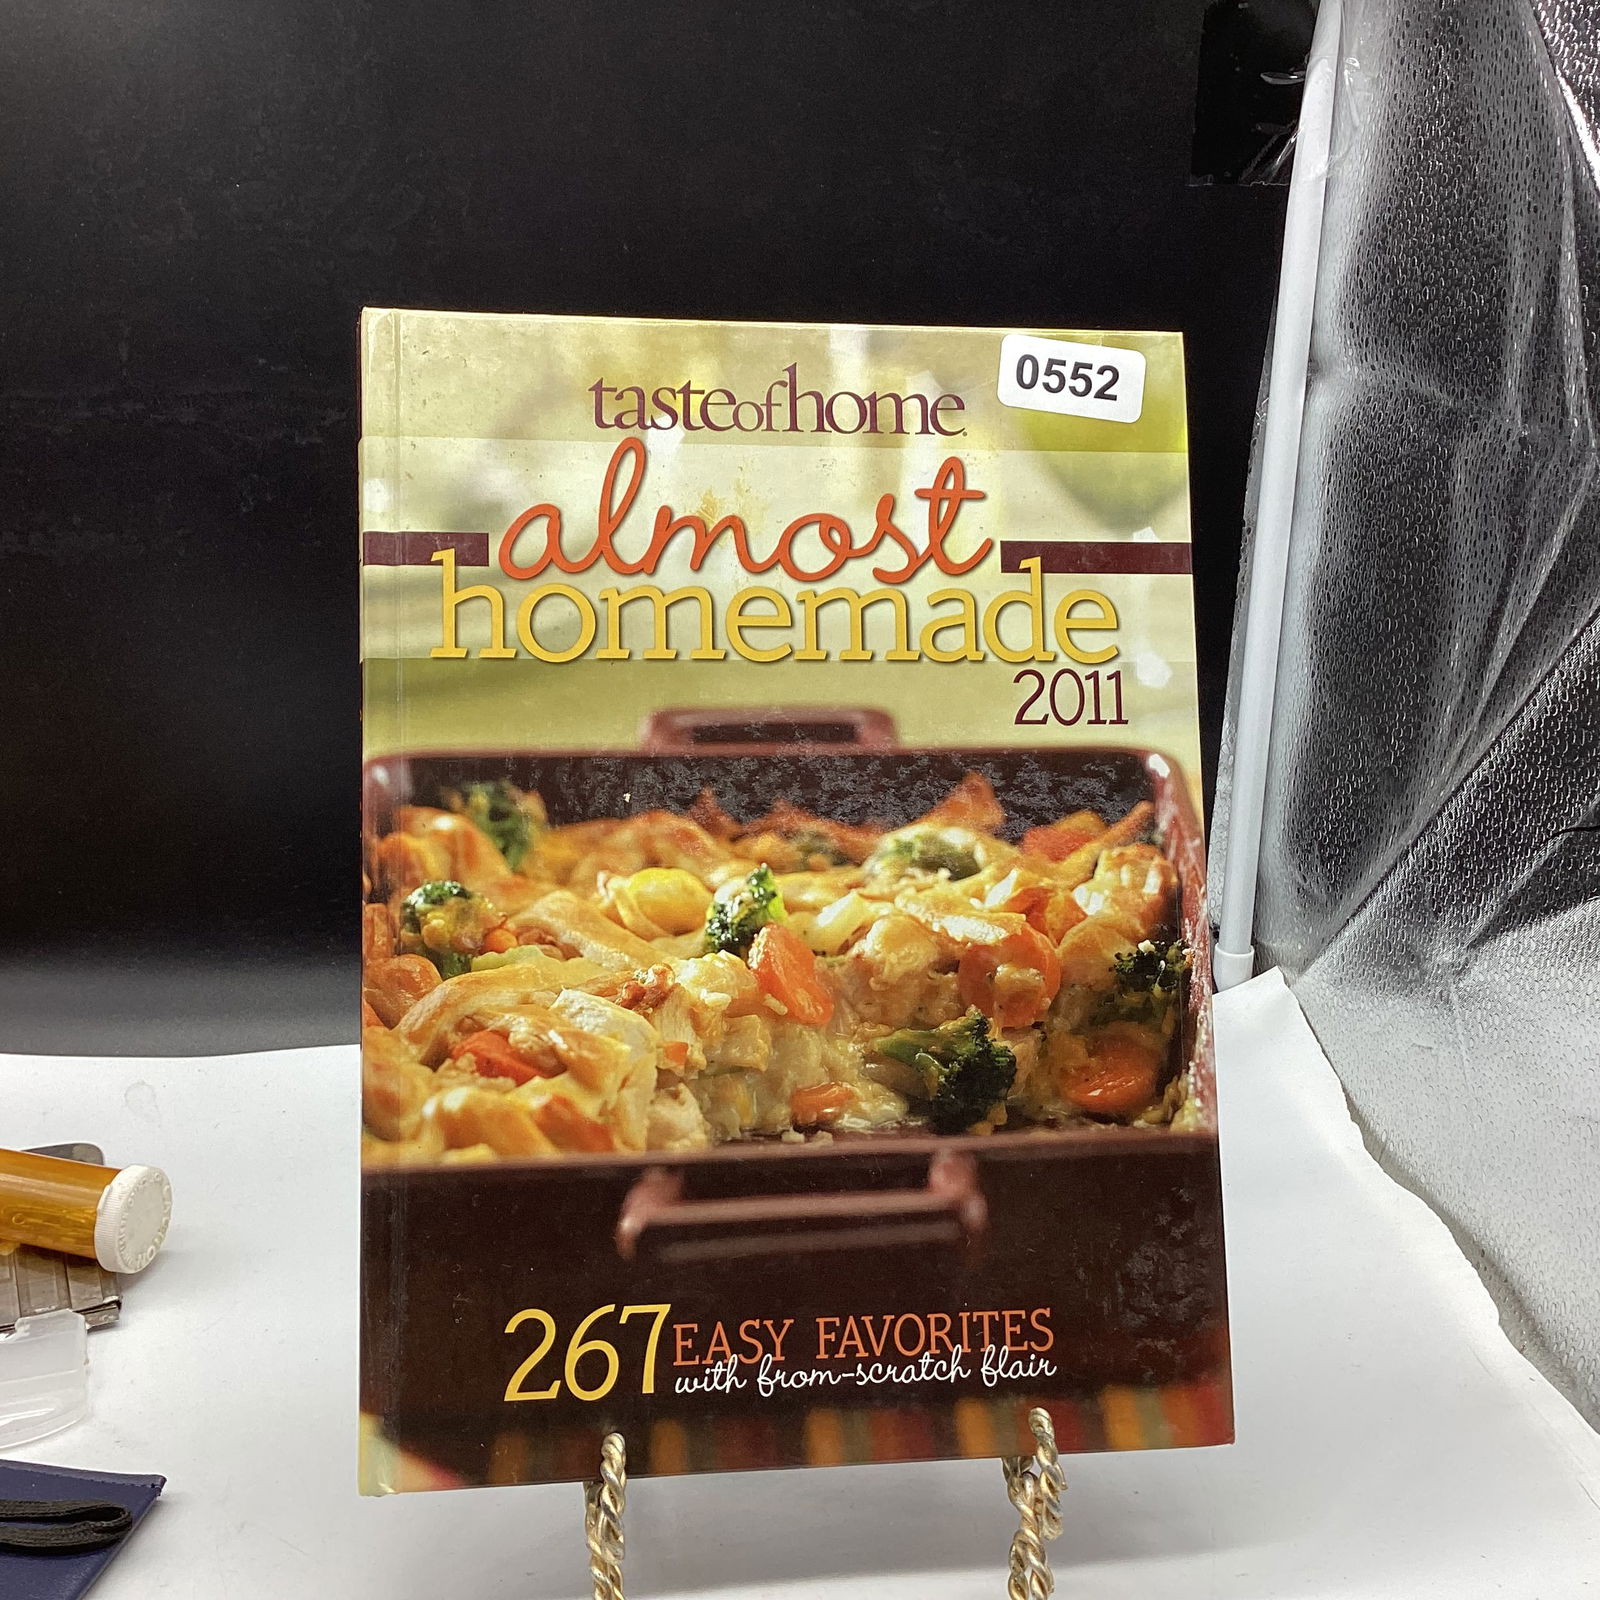 0552
tasteofhome.
almost
homemade
2011
267 EASY FAVORITES
with from-scratch flair